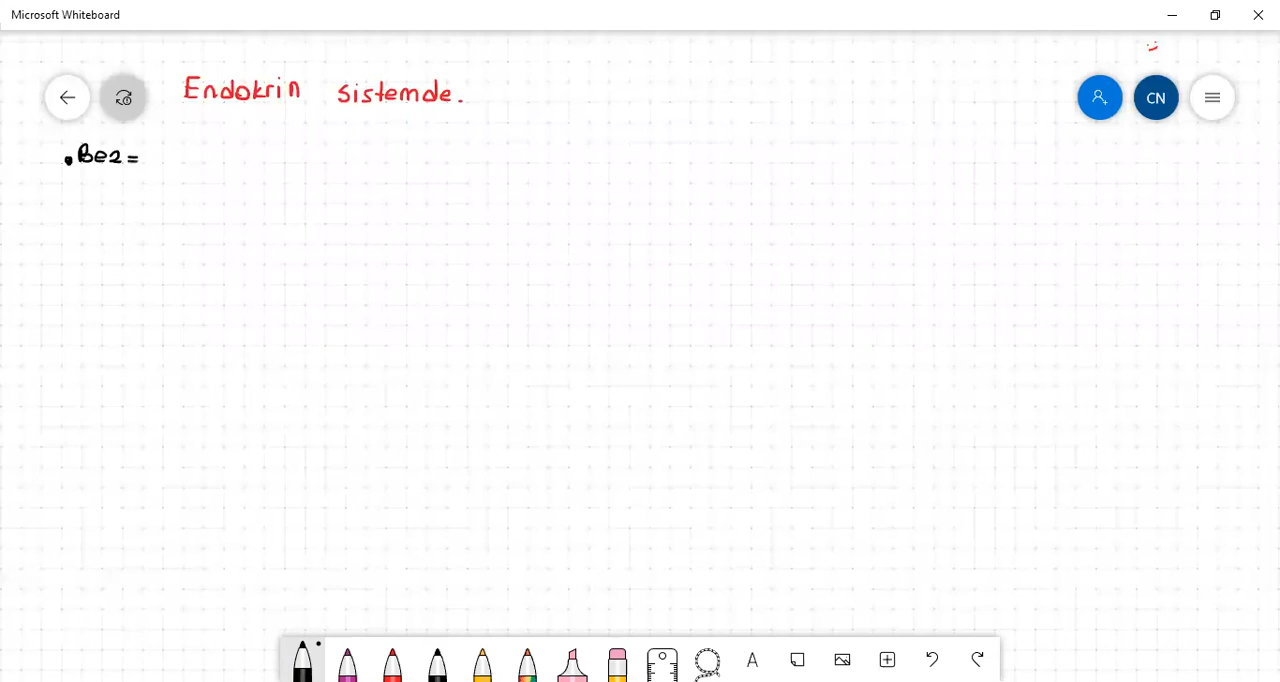 Microsoft Whiteboard
Endokrin sistemde.
CN
.Bez=
A